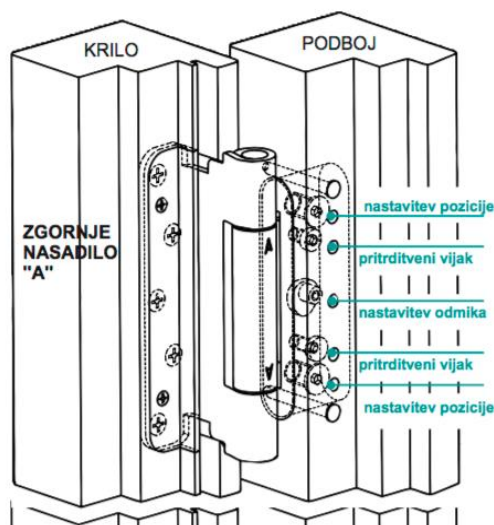 KRILO
PODBOJ
ZGORNJE
NASADILO
"A"
nastavitev pozicije
pritrditveni vijak
nastavitev odmika
pritrditveni vijak
nastavitev pozicije
A
A